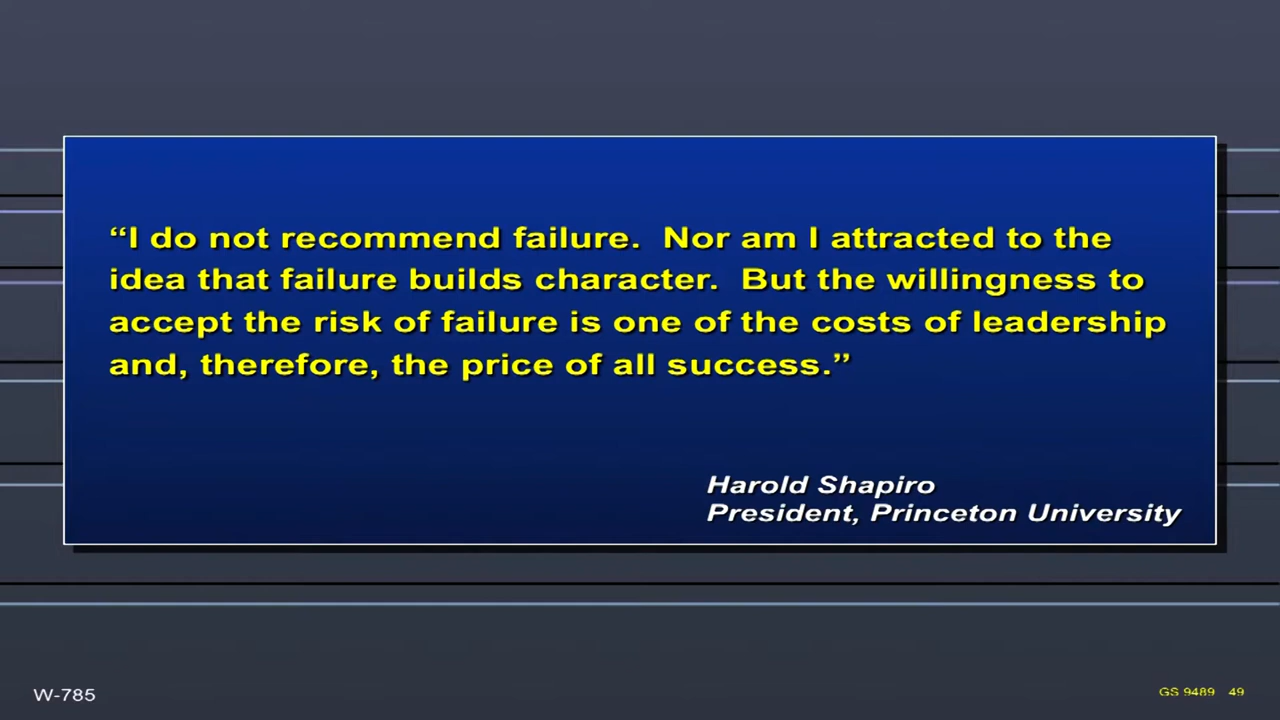 “I do not recommend failure.  Nor am I attracted to the
idea that failure builds character.  But the willingness to
accept the risk of failure is one of the costs of leadership
and, therefore, the price of all success.”
Harold Shapiro
President, Princeton University
W-785
GS 9489 49